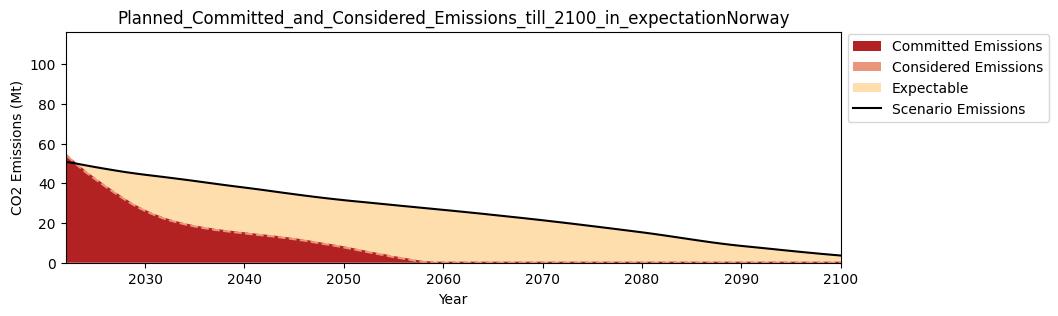 Planned_Committed_and_Considered_Emissions_till_2100_in_expectationNorway
Committed Emissions
Considered Emissions
Expectable
Scenario Emissions
CO2 Emissions (Mt)
100
80
60
40
20
0
2030 2040 2050 2060 2070 2080 2090 2100
Year